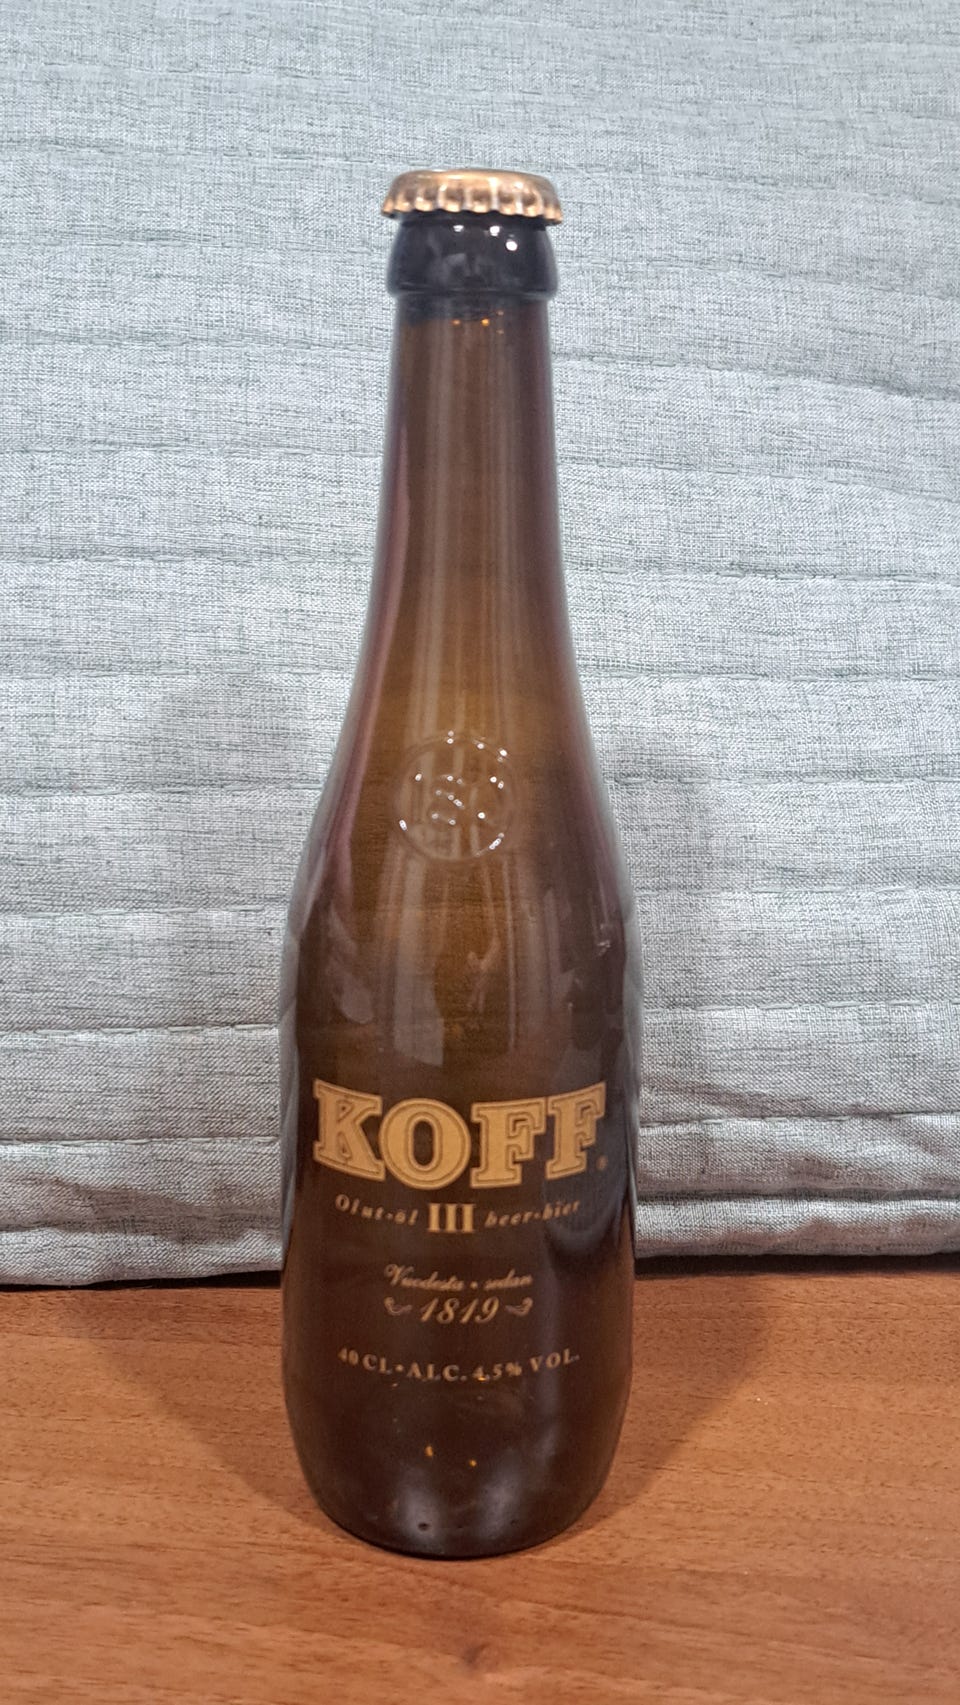 KOFF®
Olut•öl III beer•bier
Vuodesta • sedan
1819
40 CL•ALC. 4,5% VOL.